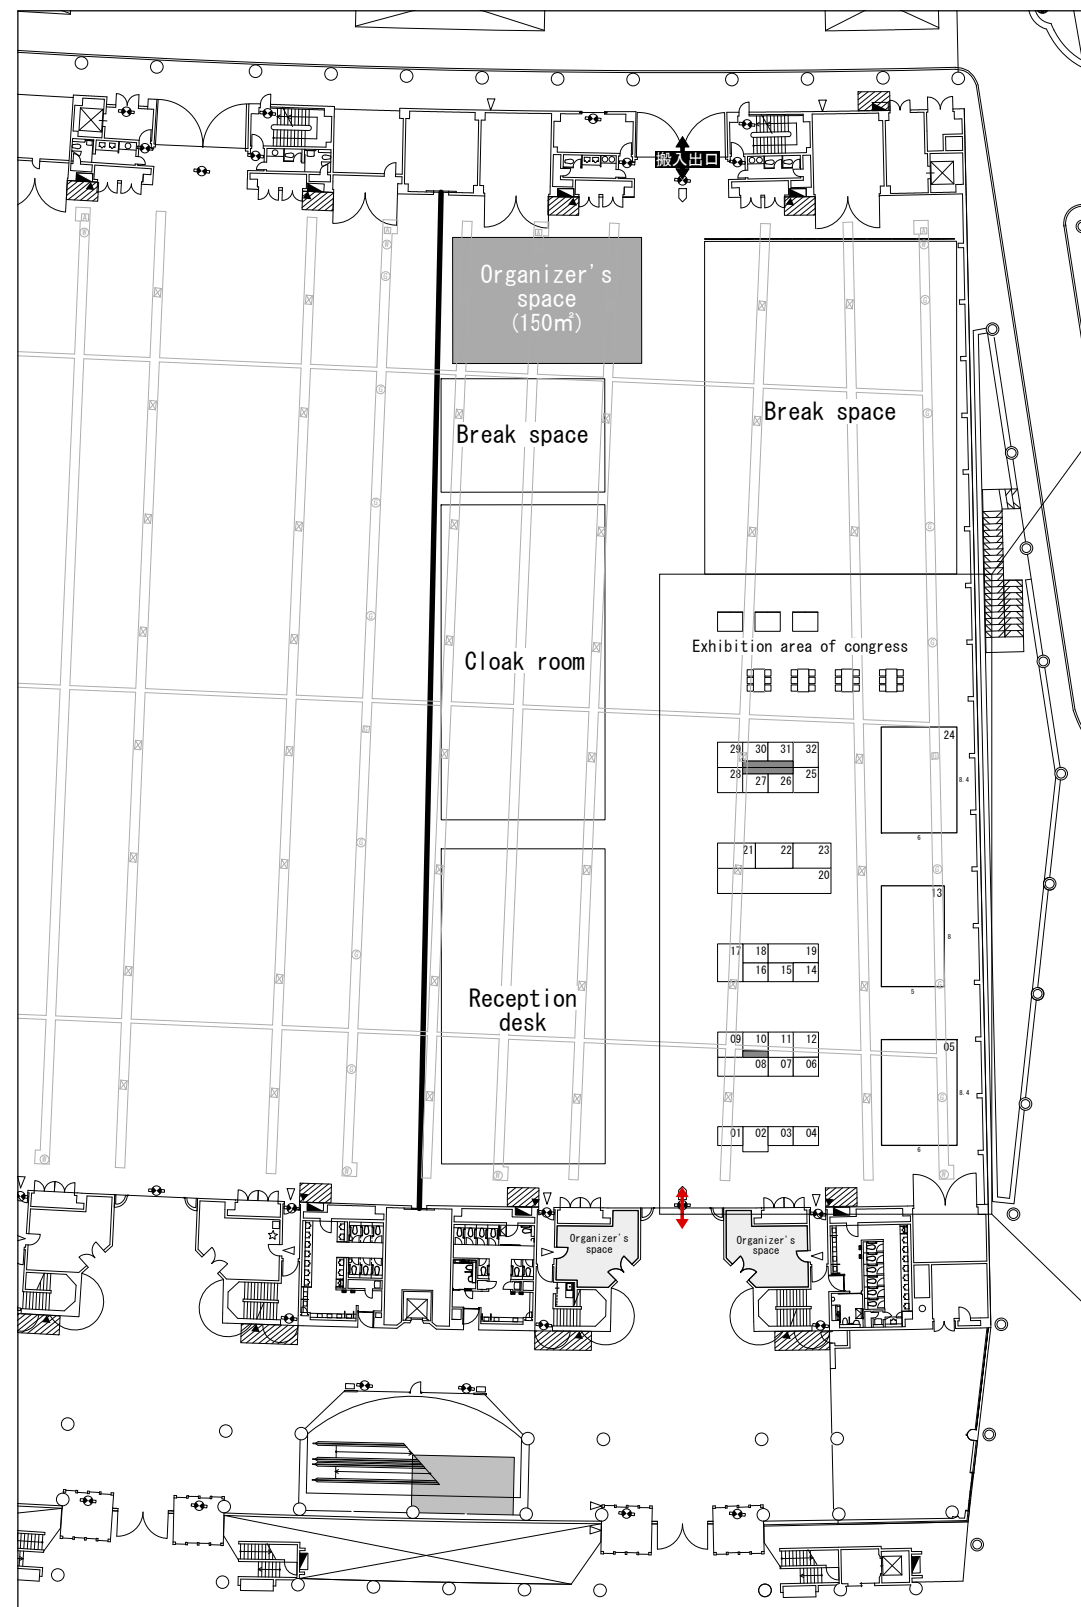 搬入出口
Organizer's
space
(150㎡)
Break space
Break space
Exhibition area of congress
Cloak room
29 30 31 32
28 27 26 25
24
8.4
6
21 22 23
20
13
8
5
17 18 19
16 15 14
Reception
desk
09 10 11 12
08 07 06
05
8.4
6
01 02 03 04
Organizer's
space
Organizer's
space